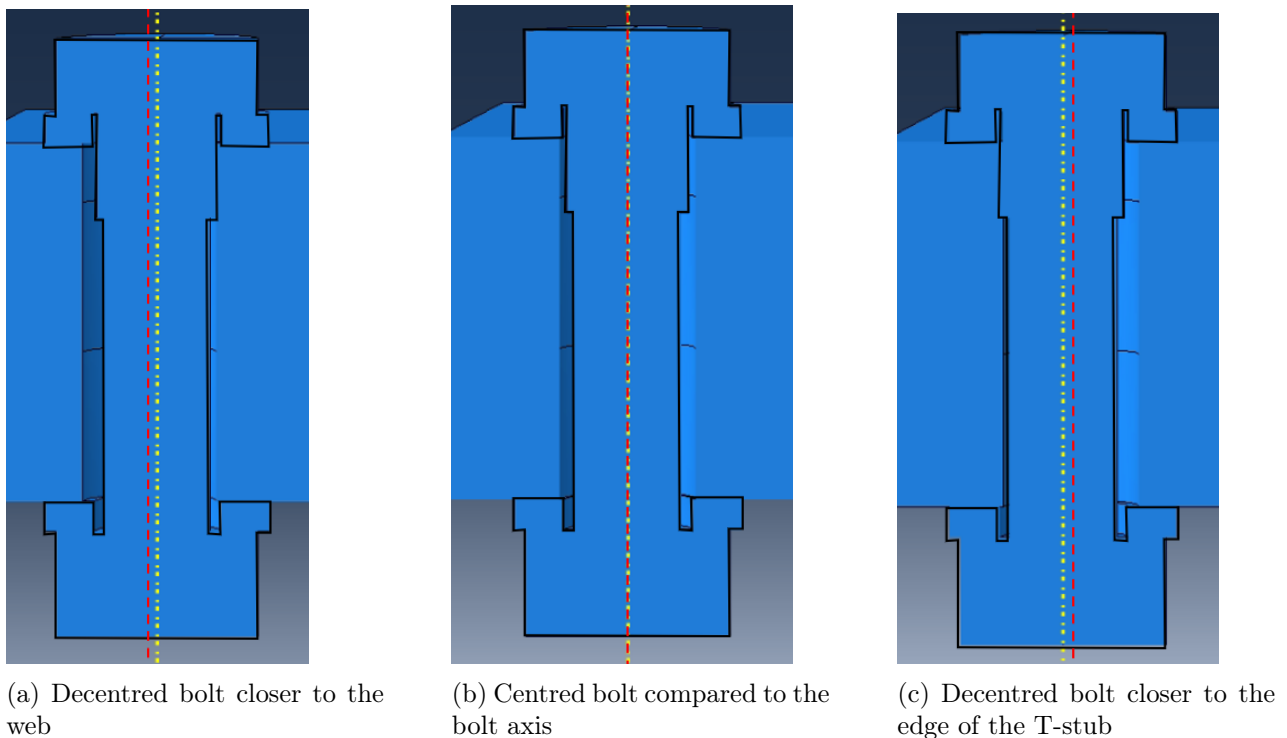 (a) Decentred bolt closer to the
web
(b) Centred bolt compared to the
bolt axis
(c) Decentred bolt closer to the
edge of the T-stub